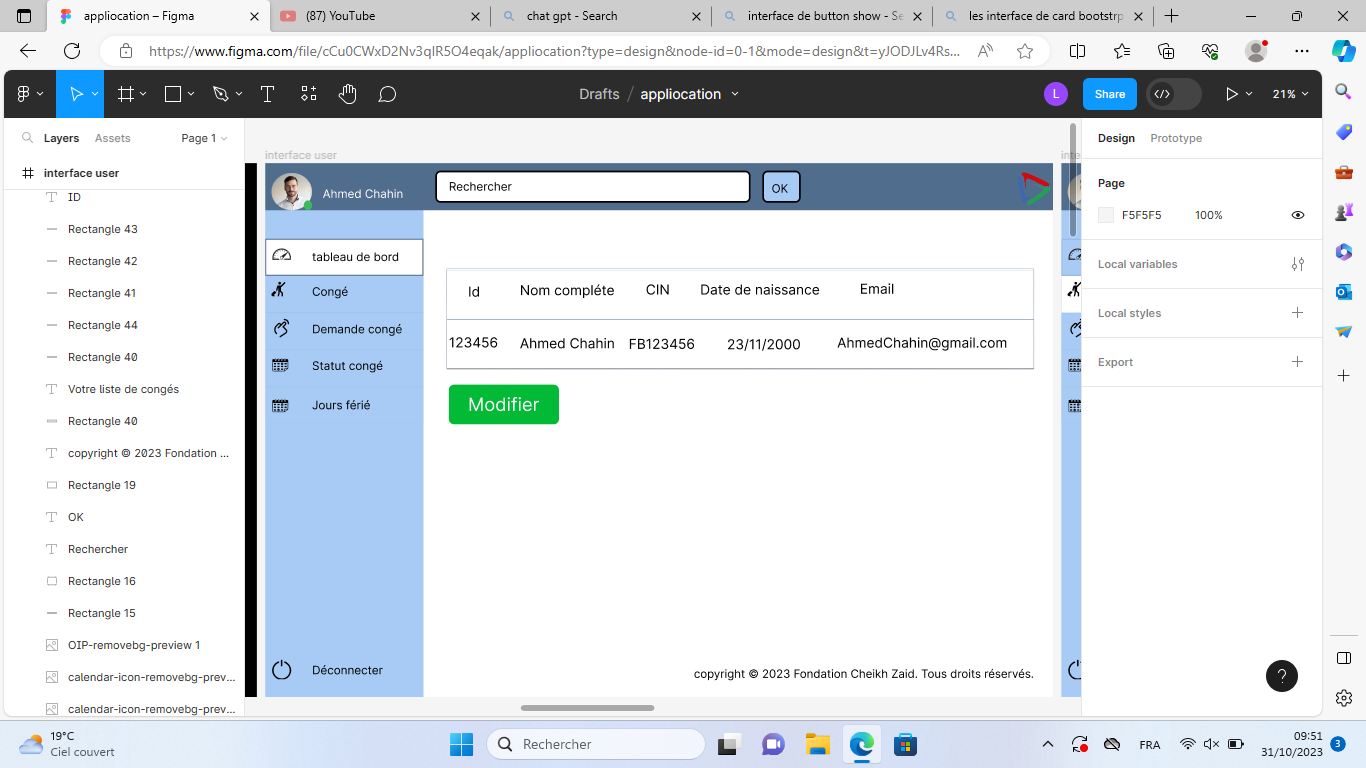 appliocation – Figma
(87) YouTube
chat gpt - Search
interface de button show - Se
les interface de card bootstrp
https://www.figma.com/file/cCu0CWxD2Nv3qIR5O4eqak/appliocation?type=design&node-id=0-1&mode=design&t=yJODJLv4Rs...
Drafts / appliocation
L
Share
21%
Layers
Assets
Page 1
interface user
ID
Rectangle 43
Rectangle 42
Rectangle 41
Rectangle 44
Rectangle 40
Votre liste de congés
Rectangle 40
copyright © 2023 Fondation ...
Rectangle 19
OK
Rechercher
Rectangle 16
Rectangle 15
OIP-removebg-preview 1
calendar-icon-removebg-prev...
calendar-icon-removebg-prev...
interface user
inte
Ahmed Chahin
Rechercher
OK
tableau de bord
Congé
Demande congé
Statut congé
Jours férié
Déconnecter
Id
Nom compléte
CIN
Date de naissance
Email
123456
Ahmed Chahin
FB123456
23/11/2000
AhmedChahin@gmail.com
Modifier
copyright © 2023 Fondation Cheikh Zaid. Tous droits réservés.
Design
Prototype
Page
F5F5F5
100%
Local variables
Local styles
Export
?
19°C
Ciel couvert
Rechercher
FRA
09:51
31/10/2023
3